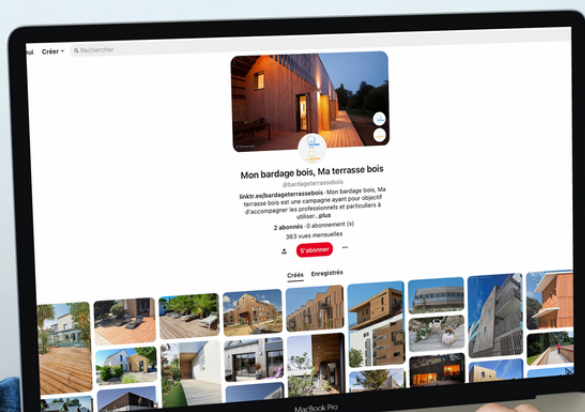 Créer
Rechercher
Mon bardage bois, Ma terrasse bois
@bardageterrassebois
linktr.ee/bardageterrassebois · Mon bardage bois, Ma
terrasse bois est une campagne ayant pour objectif
d'accompagner les professionnels et particuliers à
utiliser...plus
2 abonnés · 0 abonnement (s)
363 vues mensuelles
S'abonner
Créés Enregistrés
MacBook Pro